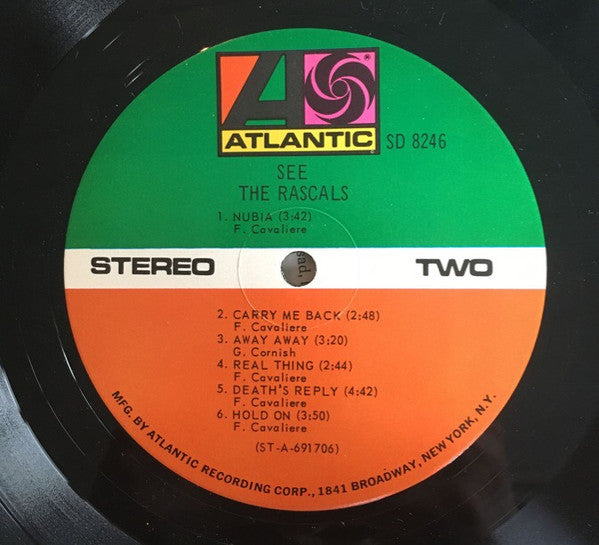 ATLANTIC
SD 8246
SEE
THE RASCALS
1. NUBIA (3:42)
F. Cavaliere
STEREO
TWO
sad,
2. CARRY ME BACK (2:48)
F. Cavaliere
3. AWAY AWAY (3:20)
G. Cornish
4. REAL THING (2:44)
F. Cavaliere
5. DEATH'S REPLY (4:42)
F. Cavaliere
6. HOLD ON (3:50)
F. Cavaliere
(ST-A-691706)
MFG. BY ATLANTIC RECORDING CORP., 1841 BROADWAY, NEW YORK, N.Y.